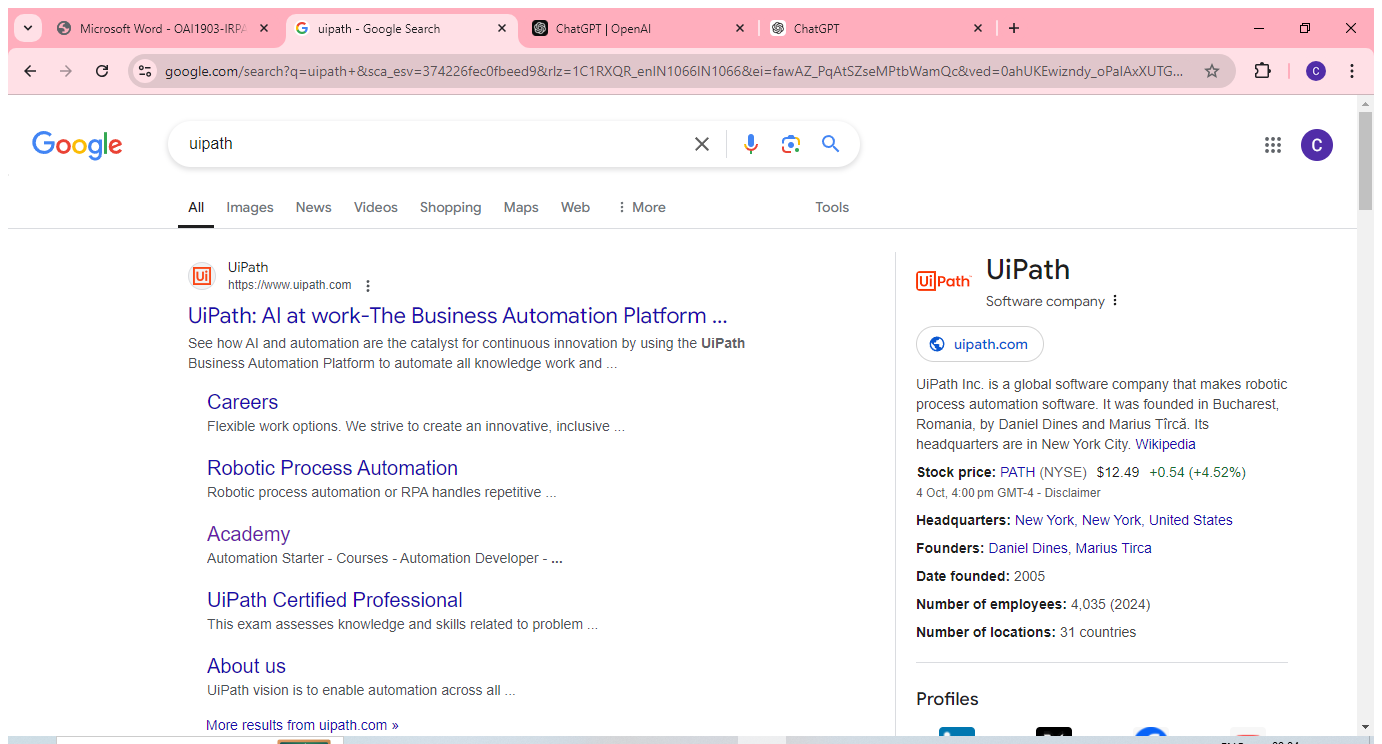 Microsoft Word - OAI1903-IRPA
uipath - Google Search
ChatGPT | OpenAI
ChatGPT
google.com/search?q=uipath+&sca_esv=374226fec0fbeed9&rlz=1C1RXQR_enIN1066IN1066&ei=fawAZ_PqAtSZseMPtbWamQc&ved=0ahUKEwizndy_oPaIAxXUTG...
C
Google
uipath
C
All
Images
News
Videos
Shopping
Maps
Web
More
Tools
Ui
UiPath
https://www.uipath.com
UiPath: AI at work-The Business Automation Platform ...
See how AI and automation are the catalyst for continuous innovation by using the UiPath
Business Automation Platform to automate all knowledge work and ...
Careers
Flexible work options. We strive to create an innovative, inclusive ...
Robotic Process Automation
Robotic process automation or RPA handles repetitive ...
Academy
Automation Starter - Courses - Automation Developer - ...
UiPath Certified Professional
This exam assesses knowledge and skills related to problem ...
About us
UiPath vision is to enable automation across all ...
More results from uipath.com »
UiPath
UiPath
Software company
uipath.com
UiPath Inc. is a global software company that makes robotic
process automation software. It was founded in Bucharest,
Romania, by Daniel Dines and Marius Tîrcă. Its
headquarters are in New York City. Wikipedia
Stock price: PATH (NYSE) $12.49 +0.54 (+4.52%)
4 Oct, 4:00 pm GMT-4 - Disclaimer
Headquarters: New York, New York, United States
Founders: Daniel Dines, Marius Tirca
Date founded: 2005
Number of employees: 4,035 (2024)
Number of locations: 31 countries
Profiles